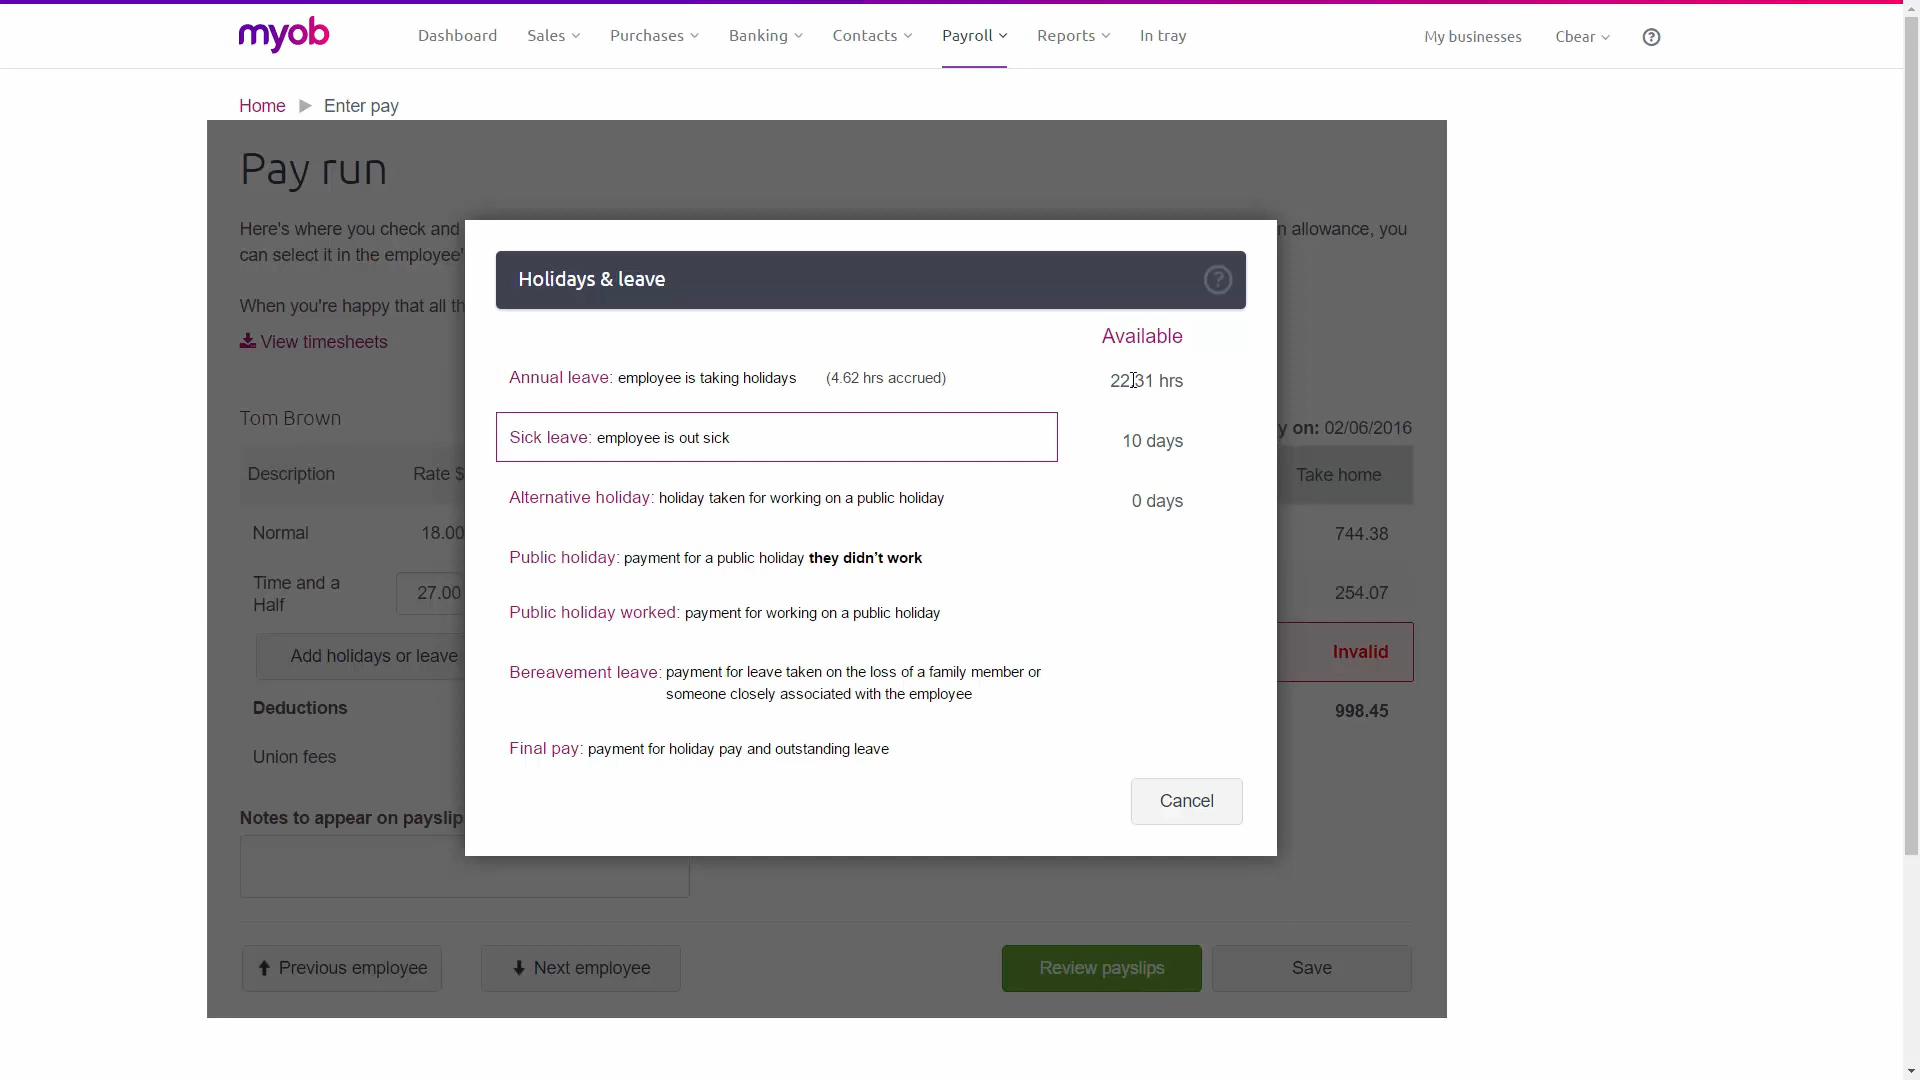 myob
Dashboard Sales Purchases Banking Contacts Payroll Reports In tray My businesses Cbear ?
Home Enter pay
Pay run
Here's where you check and n allowance, you
can select it in the employee'
Holidays & leave ?
When you're happy that all th
Available
View timesheets
Annual leave: employee is taking holidays (4.62 hrs accrued) 22.31 hrs
Tom Brown y on: 02/06/2016
Sick leave: employee is out sick 10 days
Description Rate $ Take home
Alternative holiday: holiday taken for working on a public holiday 0 days
Normal 18.00 744.38
Public holiday: payment for a public holiday they didn't work
Time and a
Half 27.00 254.07
Public holiday worked: payment for working on a public holiday
Add holidays or leave Invalid
Bereavement leave: payment for leave taken on the loss of a family member or
someone closely associated with the employee
Deductions 998.45
Union fees
Final pay: payment for holiday pay and outstanding leave
Cancel
Notes to appear on payslip
Previous employee Next employee Review payslips Save